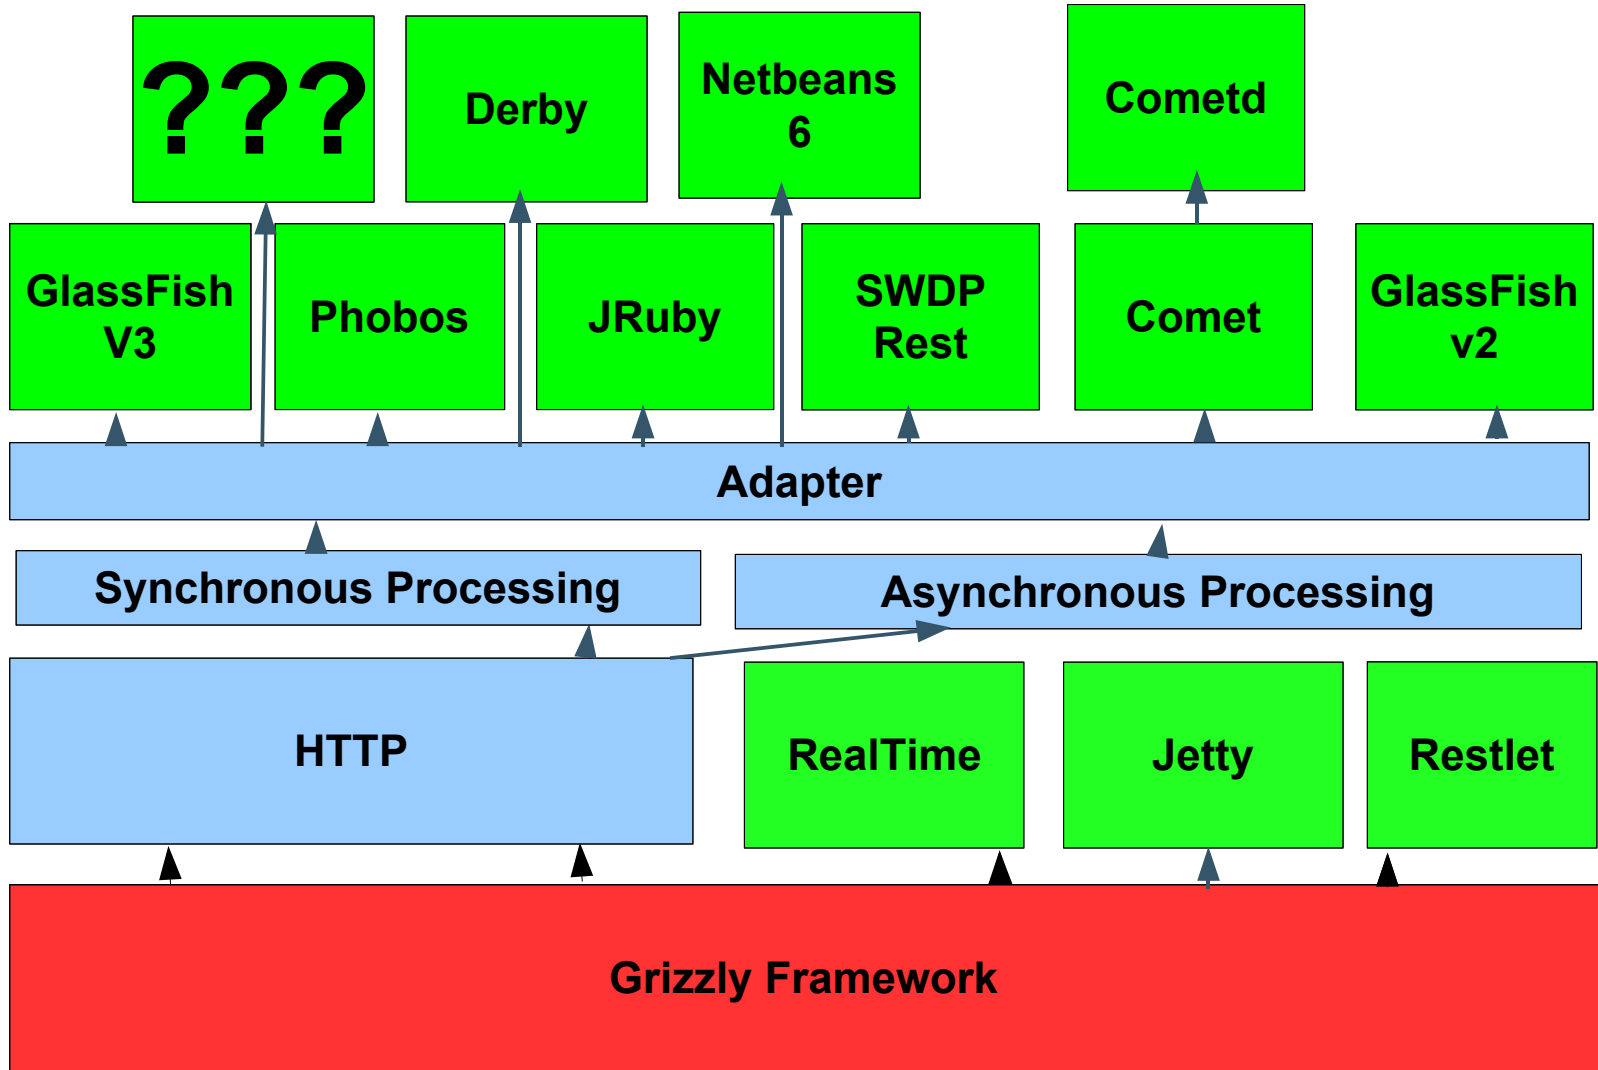 ???
Derby
Netbeans
6
Cometd
GlassFish
V3
Phobos
JRuby
SWDP
Rest
Comet
GlassFish
v2
Adapter
Synchronous Processing
Asynchronous Processing
HTTP
RealTime
Jetty
Restlet
Grizzly Framework